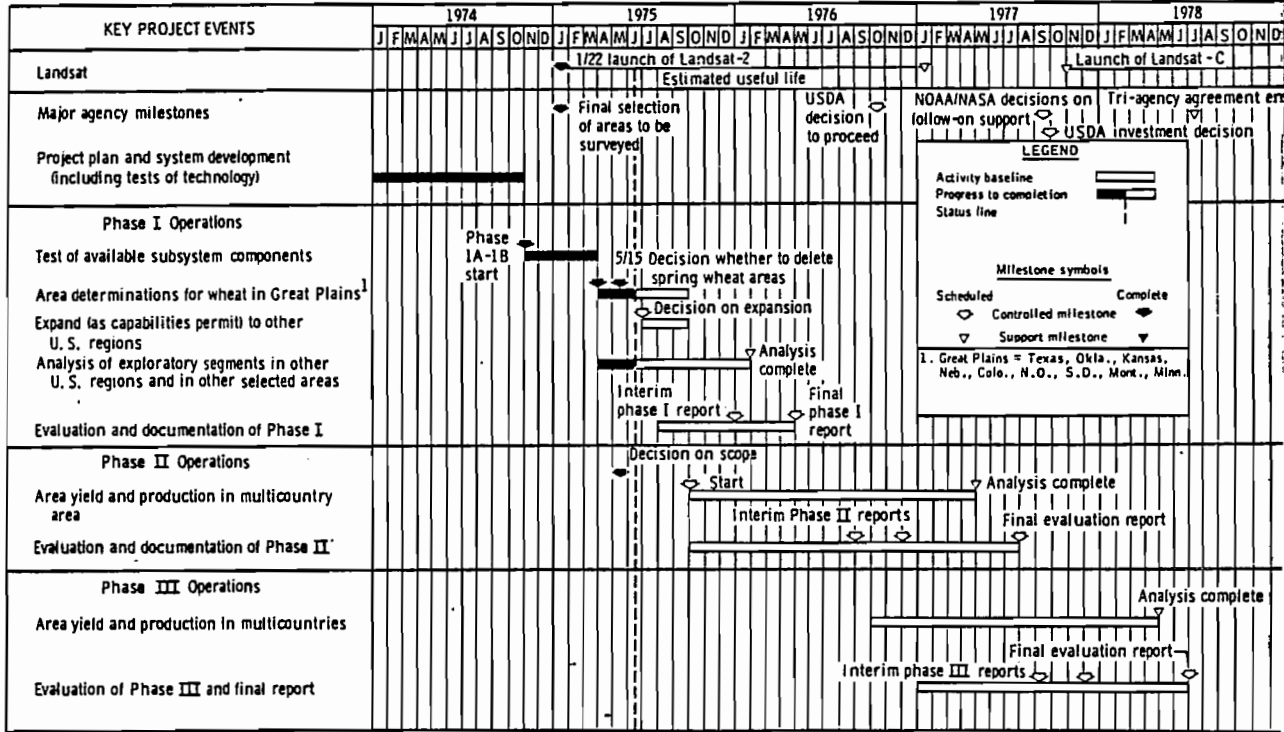 KEY PROJECT EVENTS
1974
1975
1976
1977
1978
J F M A M J J A S O N D J F M A M J J A S O N D J F M A M J J A S O N D J F M A M J J A S O N D J F M A M J J A S O N D
Landsat
1/22 launch of Landsat-2
Estimated useful life
Launch of Landsat-C
Major agency milestones
Final selection
of areas to be
surveyed
USDA
decision
to proceed
NOAA/NASA decisions on
follow-on support
Tri-agency agreement en
USDA investment decision
Project plan and system development
(including tests of technology)
LEGEND
Activity baseline
Progress to completion
Status line
Milestone symbols
Scheduled
Complete
Controlled milestone
Support milestone
1. Great Plains = Texas, Okla., Kansas,
Neb., Colo., N.O., S.D., Mont., Minn.
Phase I Operations
Test of available subsystem components
Phase
1A-1B
start
5/15 Decision whether to delete
spring wheat areas
Area determinations for wheat in Great Plains1
Expand (as capabilities permit) to other
U.S. regions
Decision on expansion
Analysis of exploratory segments in other
U.S. regions and in other selected areas
Analysis
complete
Interim
phase I report
Final
phase I
report
Evaluation and documentation of Phase I
Phase II Operations
Decision on scope
Area yield and production in multicountry
area
Start
Analysis complete
Interim Phase II reports
Final evaluation report
Evaluation and documentation of Phase II
Phase III Operations
Area yield and production in multicountries
Analysis complete
Final evaluation report
Interim phase III reports
Evaluation of Phase III and final report